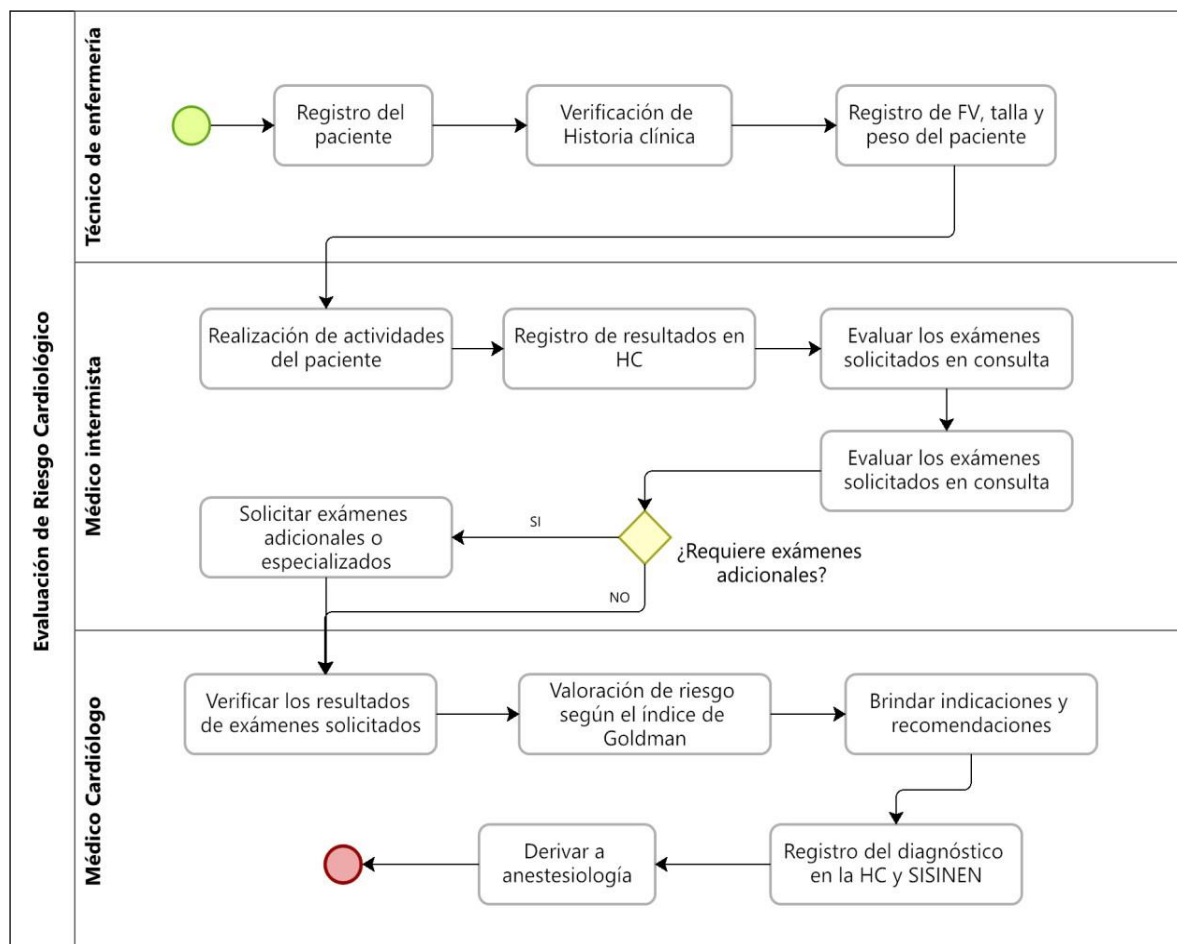 Evaluación de Riesgo Cardiológico
Técnico de enfermería
Registro del
paciente
Verificación de
Historia clínica
Registro de FV, talla y
peso del paciente
Médico intermista
Realización de actividades
del paciente
Registro de resultados en
HC
Evaluar los exámenes
solicitados en consulta
Evaluar los exámenes
solicitados en consulta
Solicitar exámenes
adicionales o
especializados
SI
¿Requiere exámenes
adicionales?
NO
Médico Cardiólogo
Verificar los resultados
de exámenes solicitados
Valoración de riesgo
según el índice de
Goldman
Brindar indicaciones y
recomendaciones
Registro del diagnóstico
en la HC y SISINEN
Derivar a
anestesiología